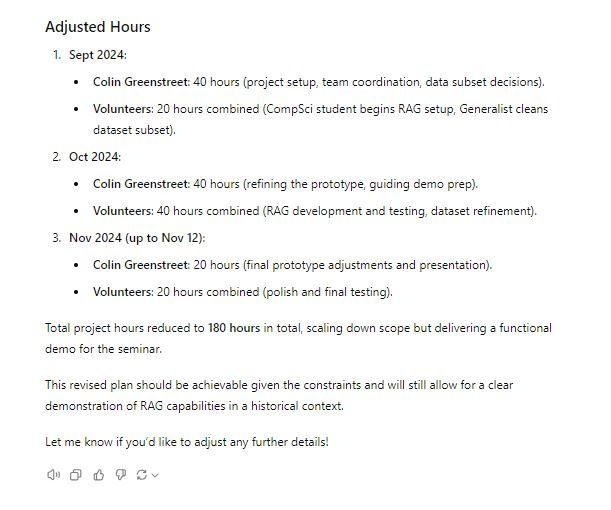 Adjusted Hours
1. Sept 2024:
• Colin Greenstreet: 40 hours (project setup, team coordination, data subset decisions).
• Volunteers: 20 hours combined (CompSci student begins RAG setup, Generalist cleans
dataset subset).
2. Oct 2024:
• Colin Greenstreet: 40 hours (refining the prototype, guiding demo prep).
• Volunteers: 40 hours combined (RAG development and testing, dataset refinement).
3. Nov 2024 (up to Nov 12):
• Colin Greenstreet: 20 hours (final prototype adjustments and presentation).
• Volunteers: 20 hours combined (polish and final testing).
Total project hours reduced to 180 hours in total, scaling down scope but delivering a functional
demo for the seminar.
This revised plan should be achievable given the constraints and will still allow for a clear
demonstration of RAG capabilities in a historical context.
Let me know if you'd like to adjust any further details!